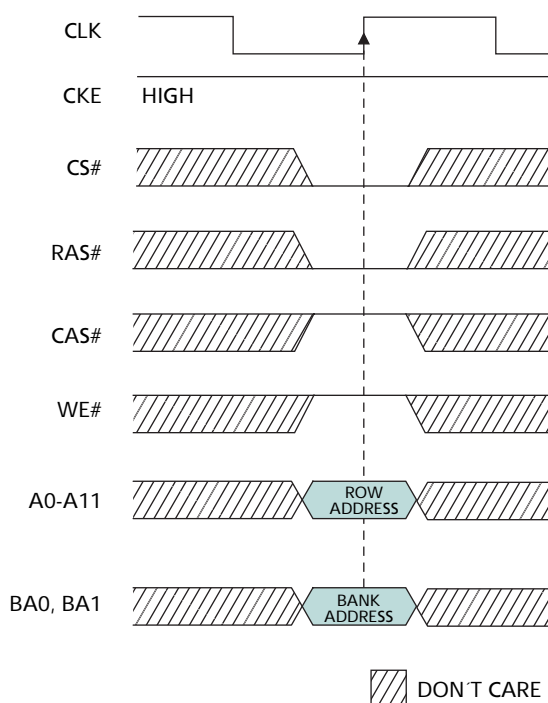 CLK
CKE HIGH
CS#
RAS#
CAS#
WE#
A0-A11 ROW
ADDRESS
BA0, BA1 BANK
ADDRESS
DON´T CARE